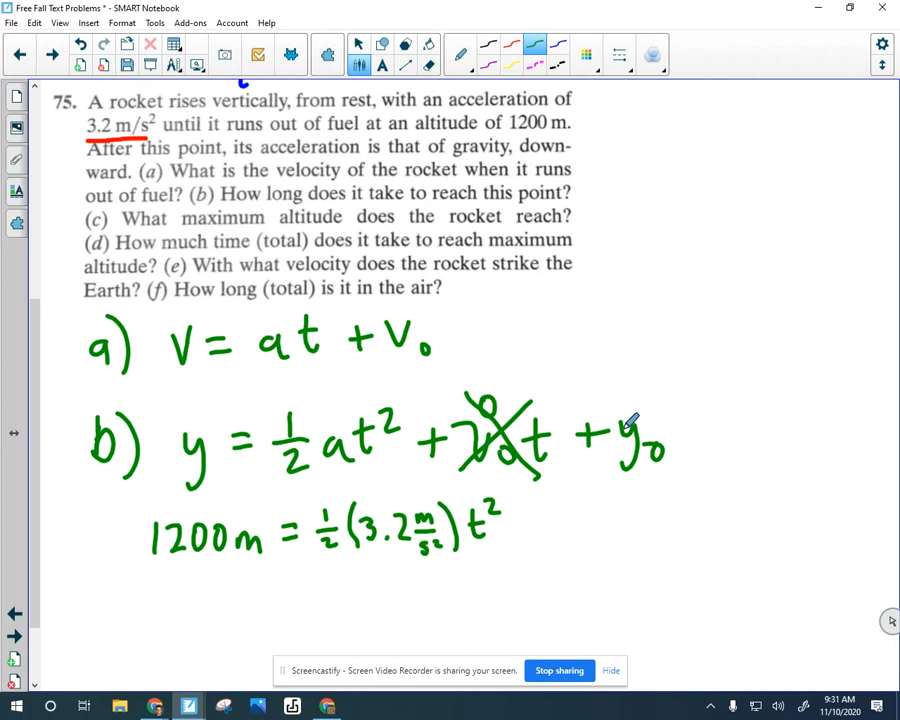 Free Fall Text Problems * - SMART Notebook
File Edit View Insert Format Tools Add-ons Account Help
75. A rocket rises vertically, from rest, with an acceleration of
3.2 m/s² until it runs out of fuel at an altitude of 1200 m.
After this point, its acceleration is that of gravity, down-
ward. (a) What is the velocity of the rocket when it runs
out of fuel? (b) How long does it take to reach this point?
(c) What maximum altitude does the rocket reach?
(d) How much time (total) does it take to reach maximum
altitude? (e) With what velocity does the rocket strike the
Earth? (f) How long (total) is it in the air?
a) v = at + v₀
0
b) y = 1/2 at² + v₀t + y₀
1200m = 1/2 (3.2 m/s²) t²
Screencastify - Screen Video Recorder is sharing your screen. Stop sharing Hide
9:31 AM
11/10/2020